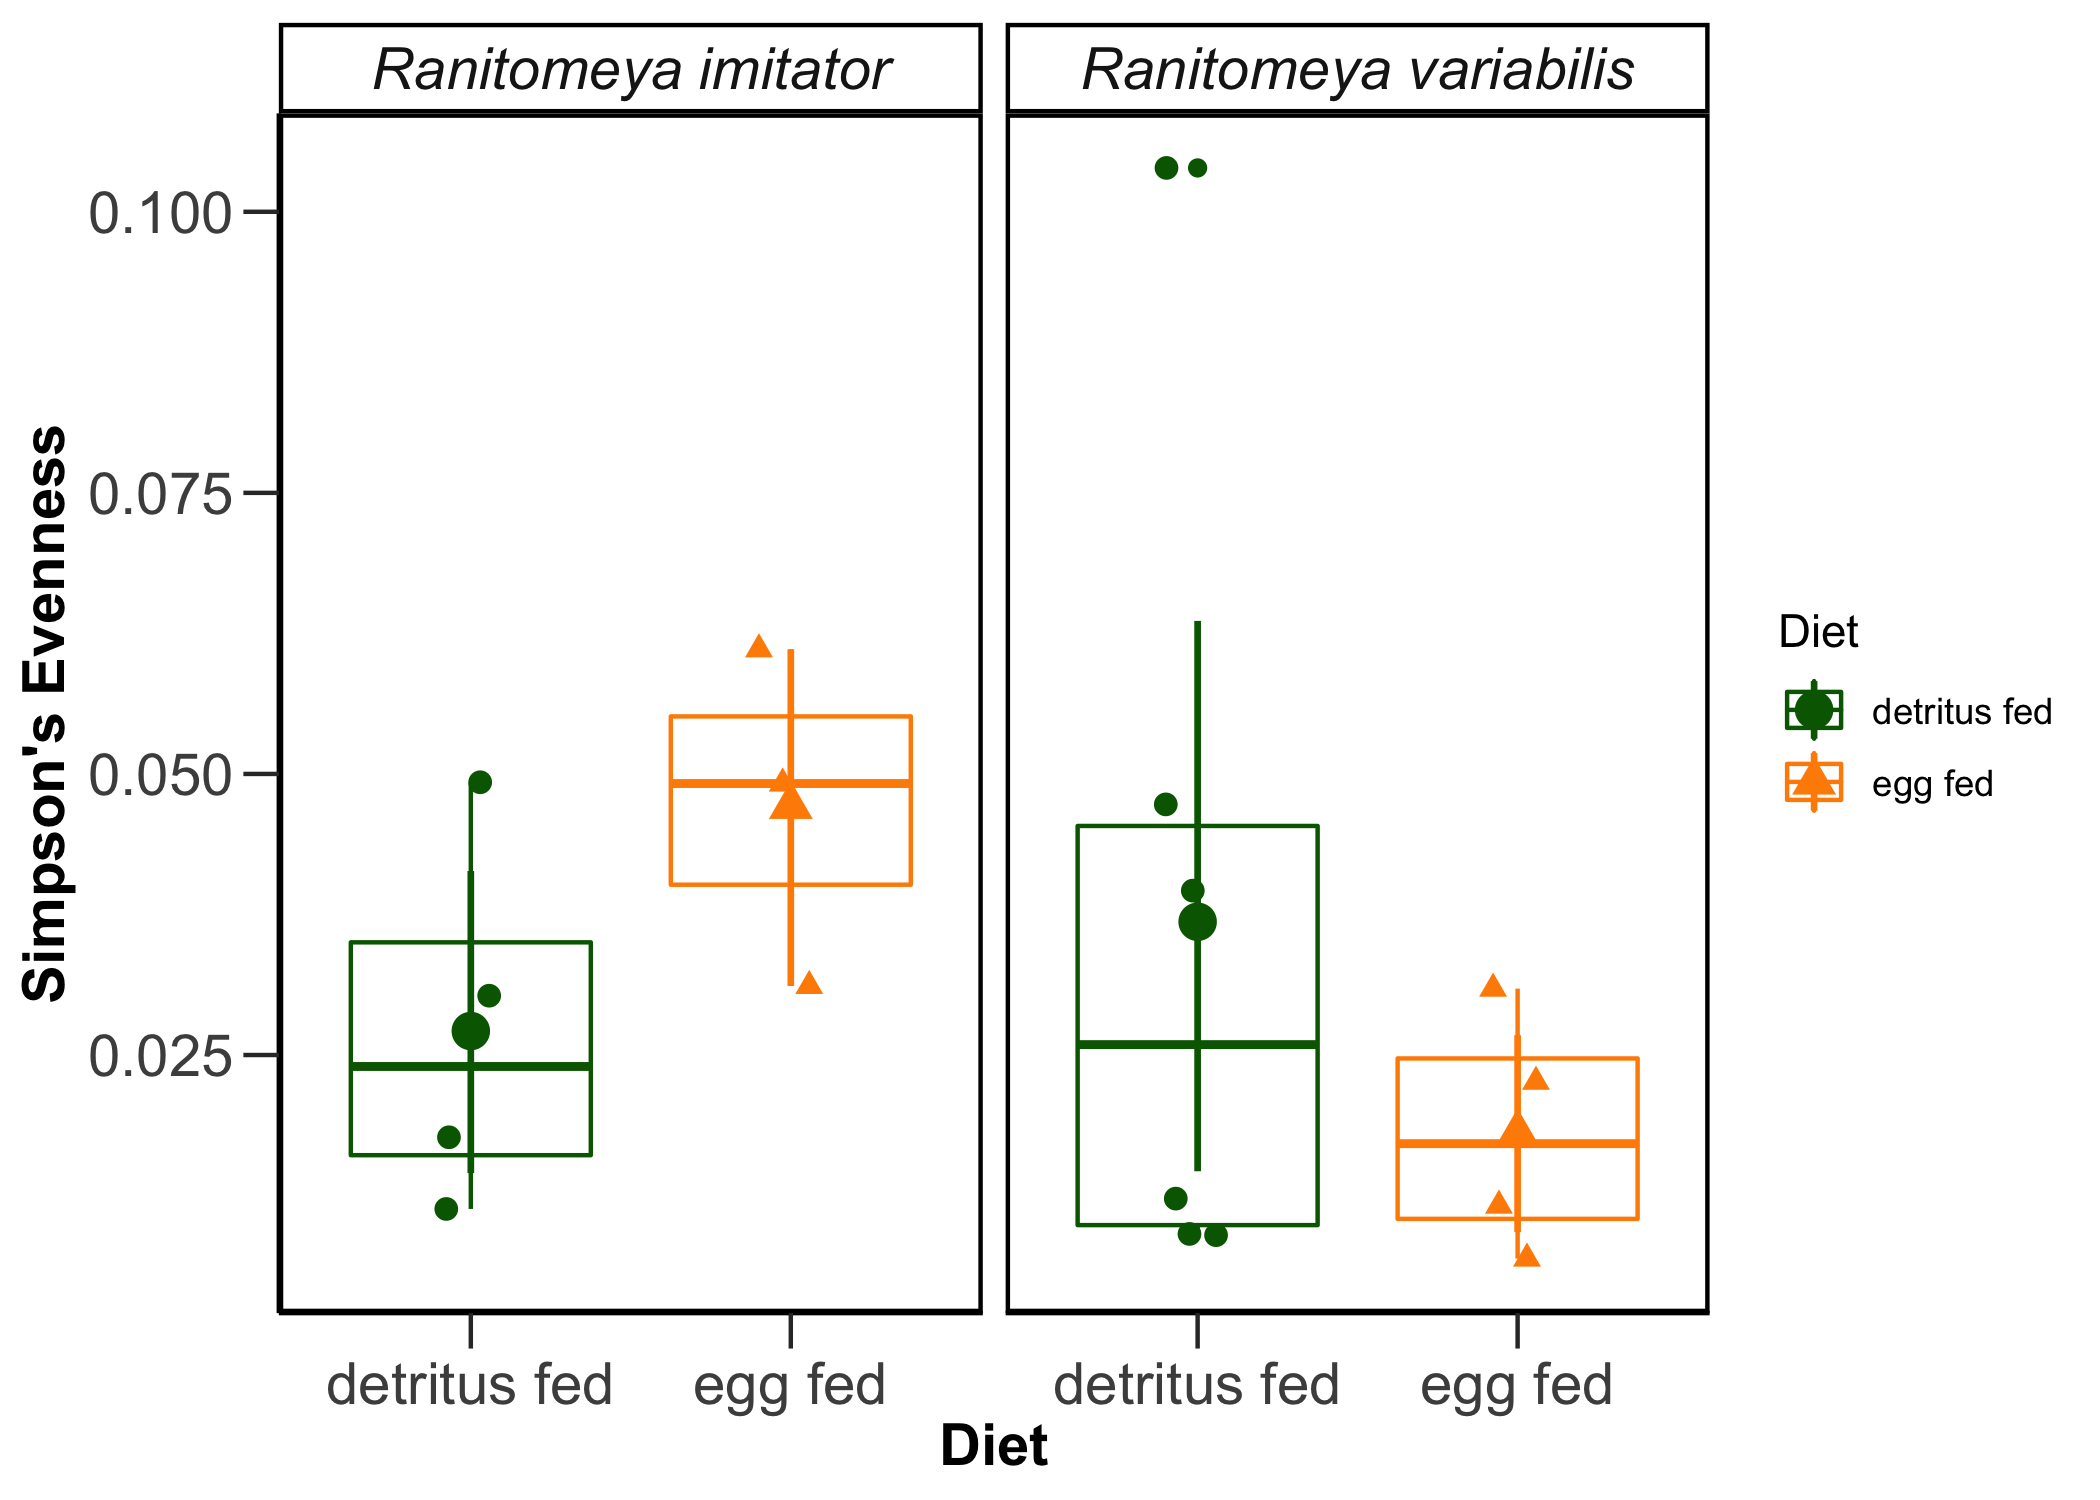 Ranitomeya imitator
Ranitomeya variabilis
Simpson's Evenness
0.100
0.075
0.050
0.025
detritus fed
egg fed
detritus fed
egg fed
Diet
Diet
detritus fed
egg fed